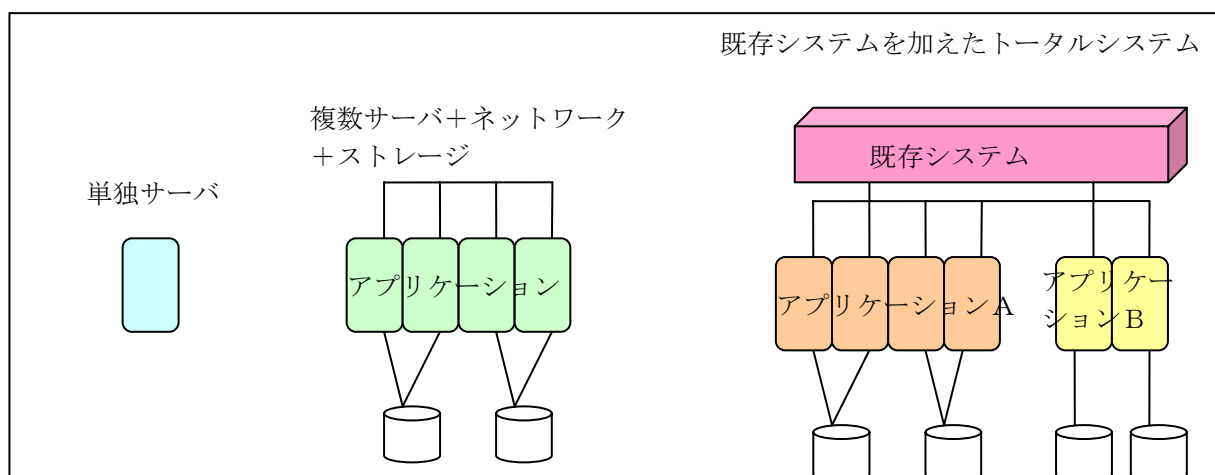 既存システムを加えたトータルシステム
複数サーバ＋ネットワーク
＋ストレージ
既存システム
単独サーバ
アプリケーション
アプリケーションA
アプリケー
ションB